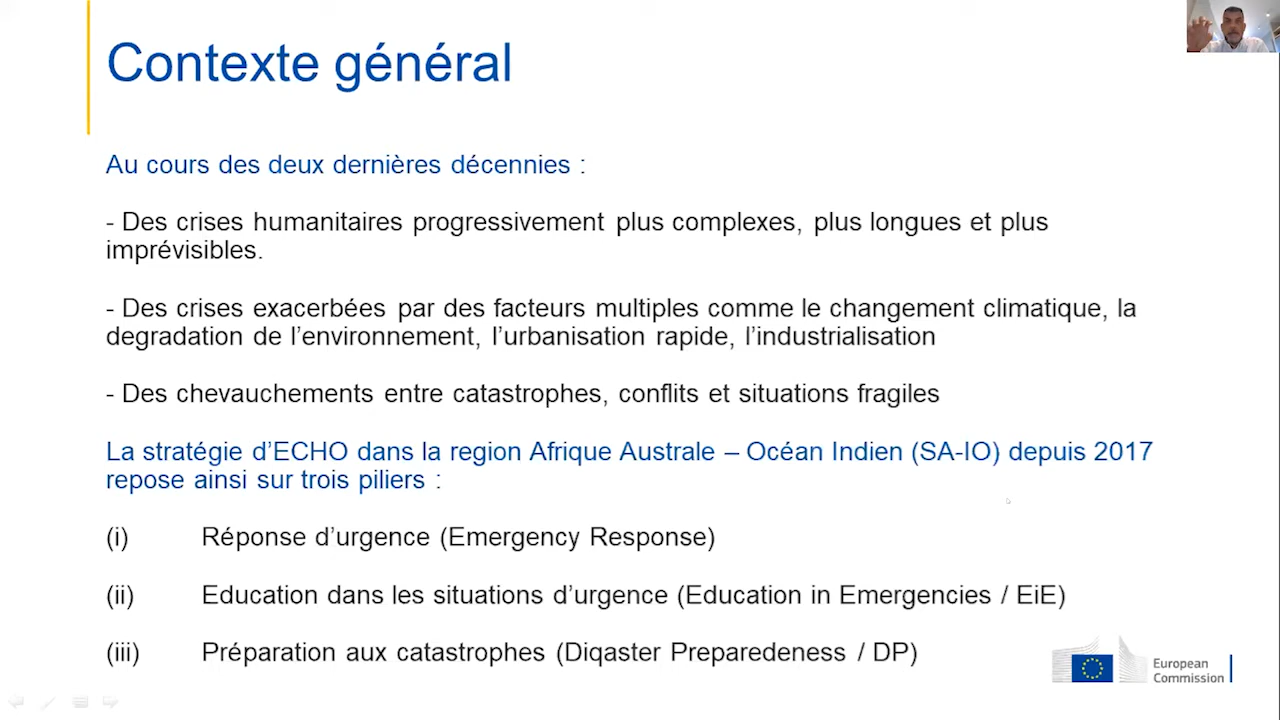 Contexte général
Au cours des deux dernières décennies :
- Des crises humanitaires progressivement plus complexes, plus longues et plus
imprévisibles.
- Des crises exacerbées par des facteurs multiples comme le changement climatique, la
degradation de l’environnement, l’urbanisation rapide, l’industrialisation
- Des chevauchements entre catastrophes, conflits et situations fragiles
La stratégie d’ECHO dans la region Afrique Australe – Océan Indien (SA-IO) depuis 2017
repose ainsi sur trois piliers :
(i) Réponse d’urgence (Emergency Response)
(ii) Education dans les situations d’urgence (Education in Emergencies / EiE)
(iii) Préparation aux catastrophes (Diqaster Preparedeness / DP)
European
Commission